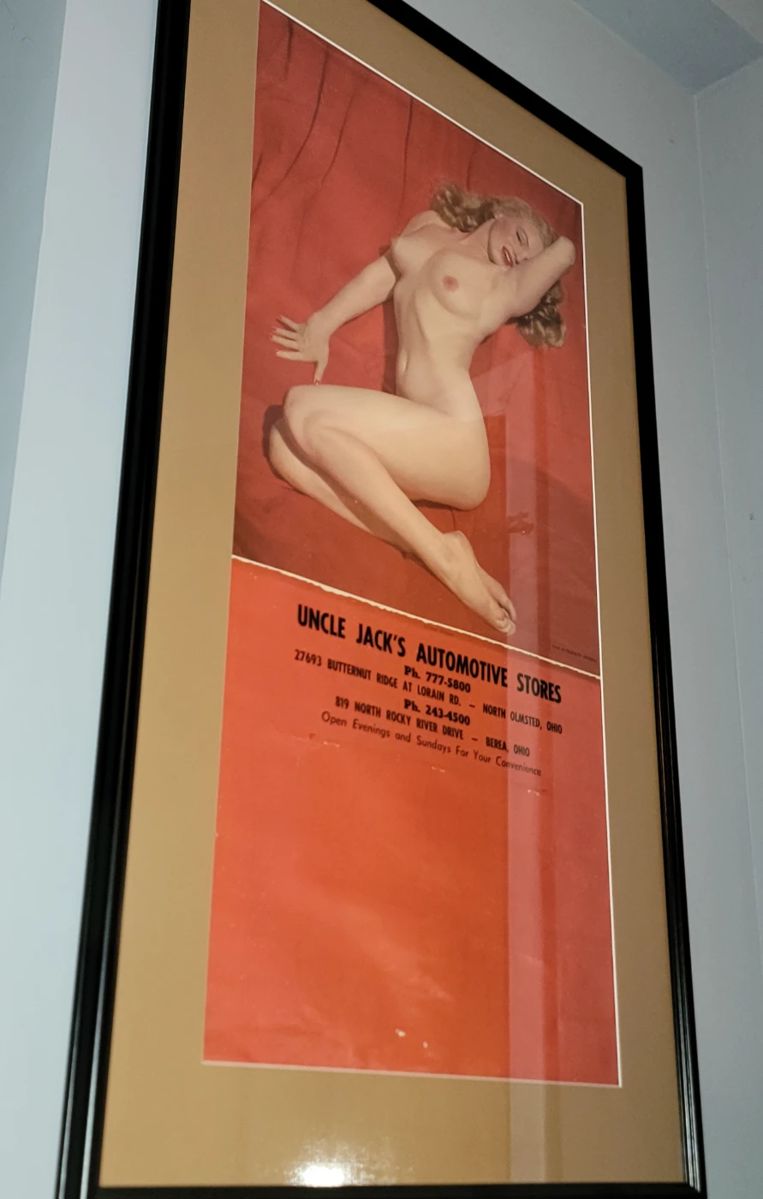 UNCLE JACK'S AUTOMOTIVE STORES
Ph. 777-5800
27693 BUTTERNUT RIDGE AT LORAIN RD. — NORTH OLMSTED, OHIO
Ph. 243-4500
819 NORTH ROCKY RIVER DRIVE — BEREA, OHIO
Open Evenings and Sundays For Your Convenience